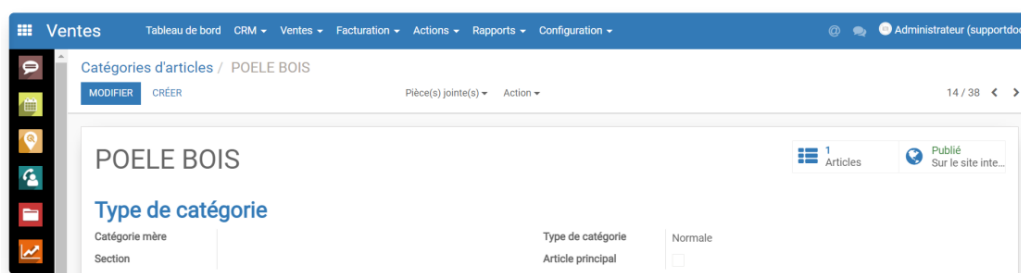 Ventes Tableau de bord CRM Ventes Facturation Actions Rapports Configuration @ Administrateur (supportdoc
Catégories d'articles / POELE BOIS
MODIFIER CRÉER Pièce(s) jointe(s) Action 14 / 38
POELE BOIS
1 Articles
Publié Sur le site inte...
Type de catégorie
Catégorie mère Type de catégorie Normale
Section Article principal